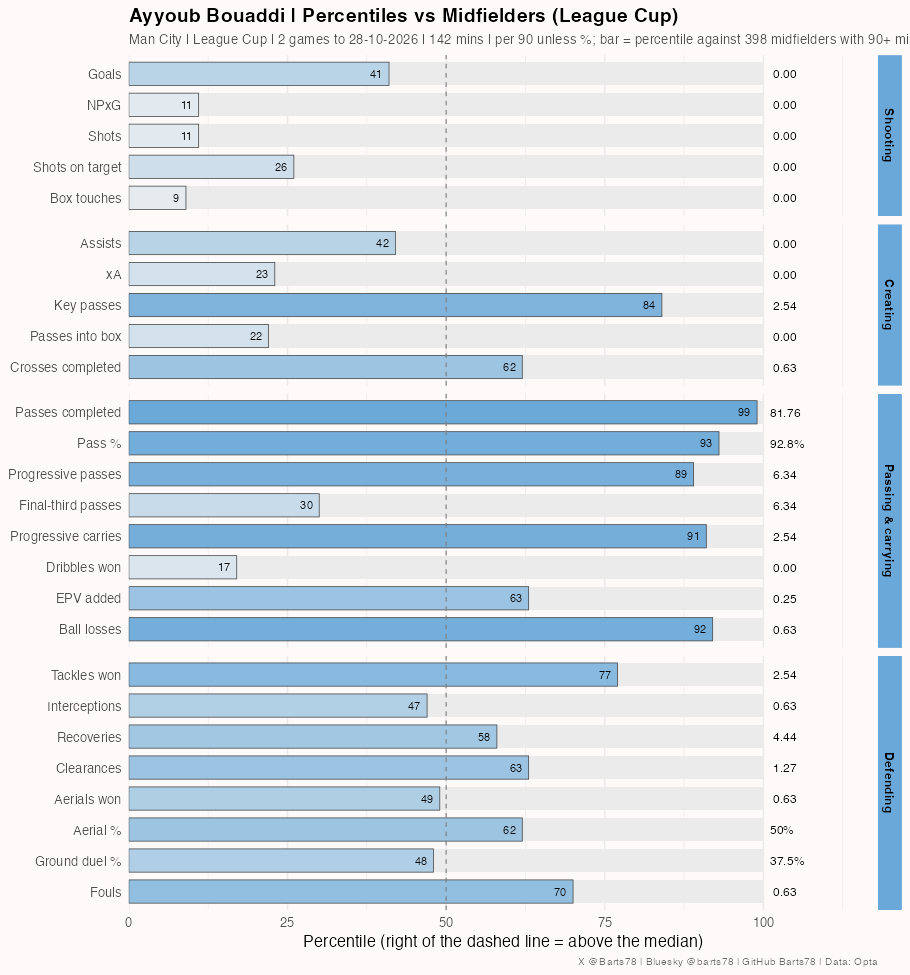 Ayyoub Bouaddi | Percentiles vs Midfielders (League Cup)
Man City | League Cup | 2 games to 28-10-2026 | 142 mins | per 90 unless %; bar = percentile against 398 midfielders with 90+ mi
Goals 41 0.00
NPxG 11 0.00
Shots 11 0.00
Shots on target 26 0.00
Box touches 9 0.00
Shooting
Assists 42 0.00
xA 23 0.00
Key passes 84 2.54
Passes into box 22 0.00
Crosses completed 62 0.63
Creating
Passes completed 99 81.76
Pass % 93 92.8%
Progressive passes 89 6.34
Final-third passes 30 6.34
Progressive carries 91 2.54
Dribbles won 17 0.00
EPV added 63 0.25
Ball losses 92 0.63
Passing & carrying
Tackles won 77 2.54
Interceptions 47 0.63
Recoveries 58 4.44
Clearances 63 1.27
Aerials won 49 0.63
Aerial % 62 50%
Ground duel % 48 37.5%
Fouls 70 0.63
Defending
0 25 50 75 100
Percentile (right of the dashed line = above the median)
X @Barts78 | Bluesky @barts78 | GitHub Barts78 | Data: Opta